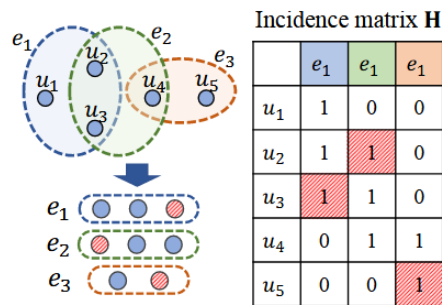 Incidence matrix H
e₁ e₂ e₃
u₁ u₂ u₃ u₄ u₅
e₁
e₂
e₃
e₁ e₁ e₁
u₁ 1 0 0
u₂ 1 1 0
u₃ 1 1 0
u₄ 0 1 1
u₅ 0 0 1